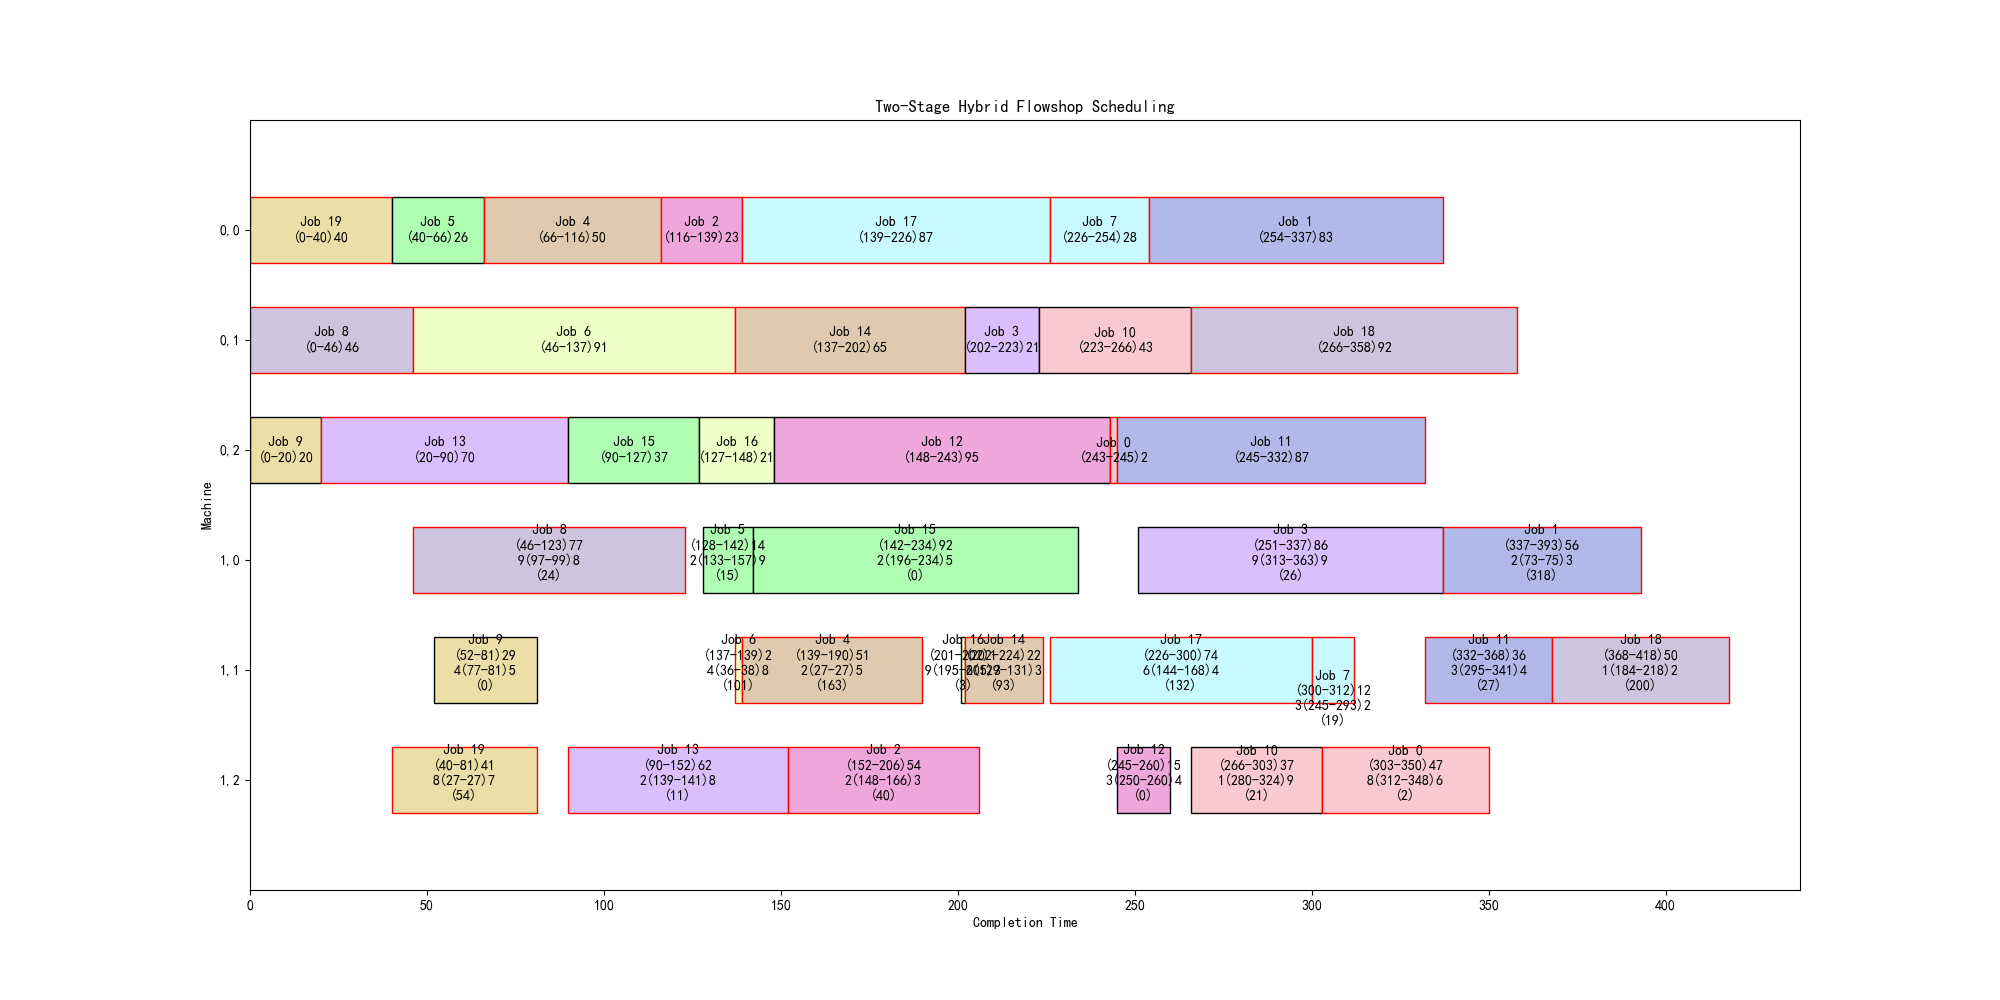 Two-Stage Hybrid Flowshop Scheduling
Machine
0,0
Job 19
(0-40)40
Job 5
(40-66)26
Job 4
(66-116)50
Job 2
(116-139)23
Job 17
(139-226)87
Job 7
(226-254)28
Job 1
(254-337)83
0,1
Job 8
(0-46)46
Job 6
(46-137)91
Job 14
(137-202)65
Job 3
(202-223)21
Job 10
(223-266)43
Job 18
(266-358)92
0,2
Job 9
(0-20)20
Job 13
(20-90)70
Job 15
(90-127)37
Job 16
(127-148)21
Job 12
(148-243)95
Job 0
(243-245)2
Job 11
(245-332)87
1,0
Job 8
(46-123)77
9(97-99)8
(24)
Job 5
(128-142)14
2(133-157)9
(15)
Job 15
(142-234)92
2(196-234)5
(0)
Job 3
(251-337)86
9(313-363)9
(26)
Job 1
(337-393)56
2(73-75)3
(318)
1,1
Job 9
(52-81)29
4(77-81)5
(0)
Job 6
(137-139)2
4(36-38)8
(101)
Job 4
(139-190)51
2(27-27)5
(163)
Job 16
(3)
Job 14
(93)
Job 17
(226-300)74
6(144-168)4
(132)
Job 7
(300-312)12
3(245-293)2
(19)
Job 11
(332-368)36
3(295-341)4
(27)
Job 18
(368-418)50
1(184-218)2
(200)
1,2
Job 19
(40-81)41
8(27-27)7
(54)
Job 13
(90-152)62
2(139-141)8
(11)
Job 2
(152-206)54
2(148-166)3
(40)
Job 12
(245-260)15
3(250-260)4
(0)
Job 10
(266-303)37
1(280-324)9
(21)
Job 0
(303-350)47
8(312-348)6
(2)
0 50 100 150 200 250 300 350 400
Completion Time